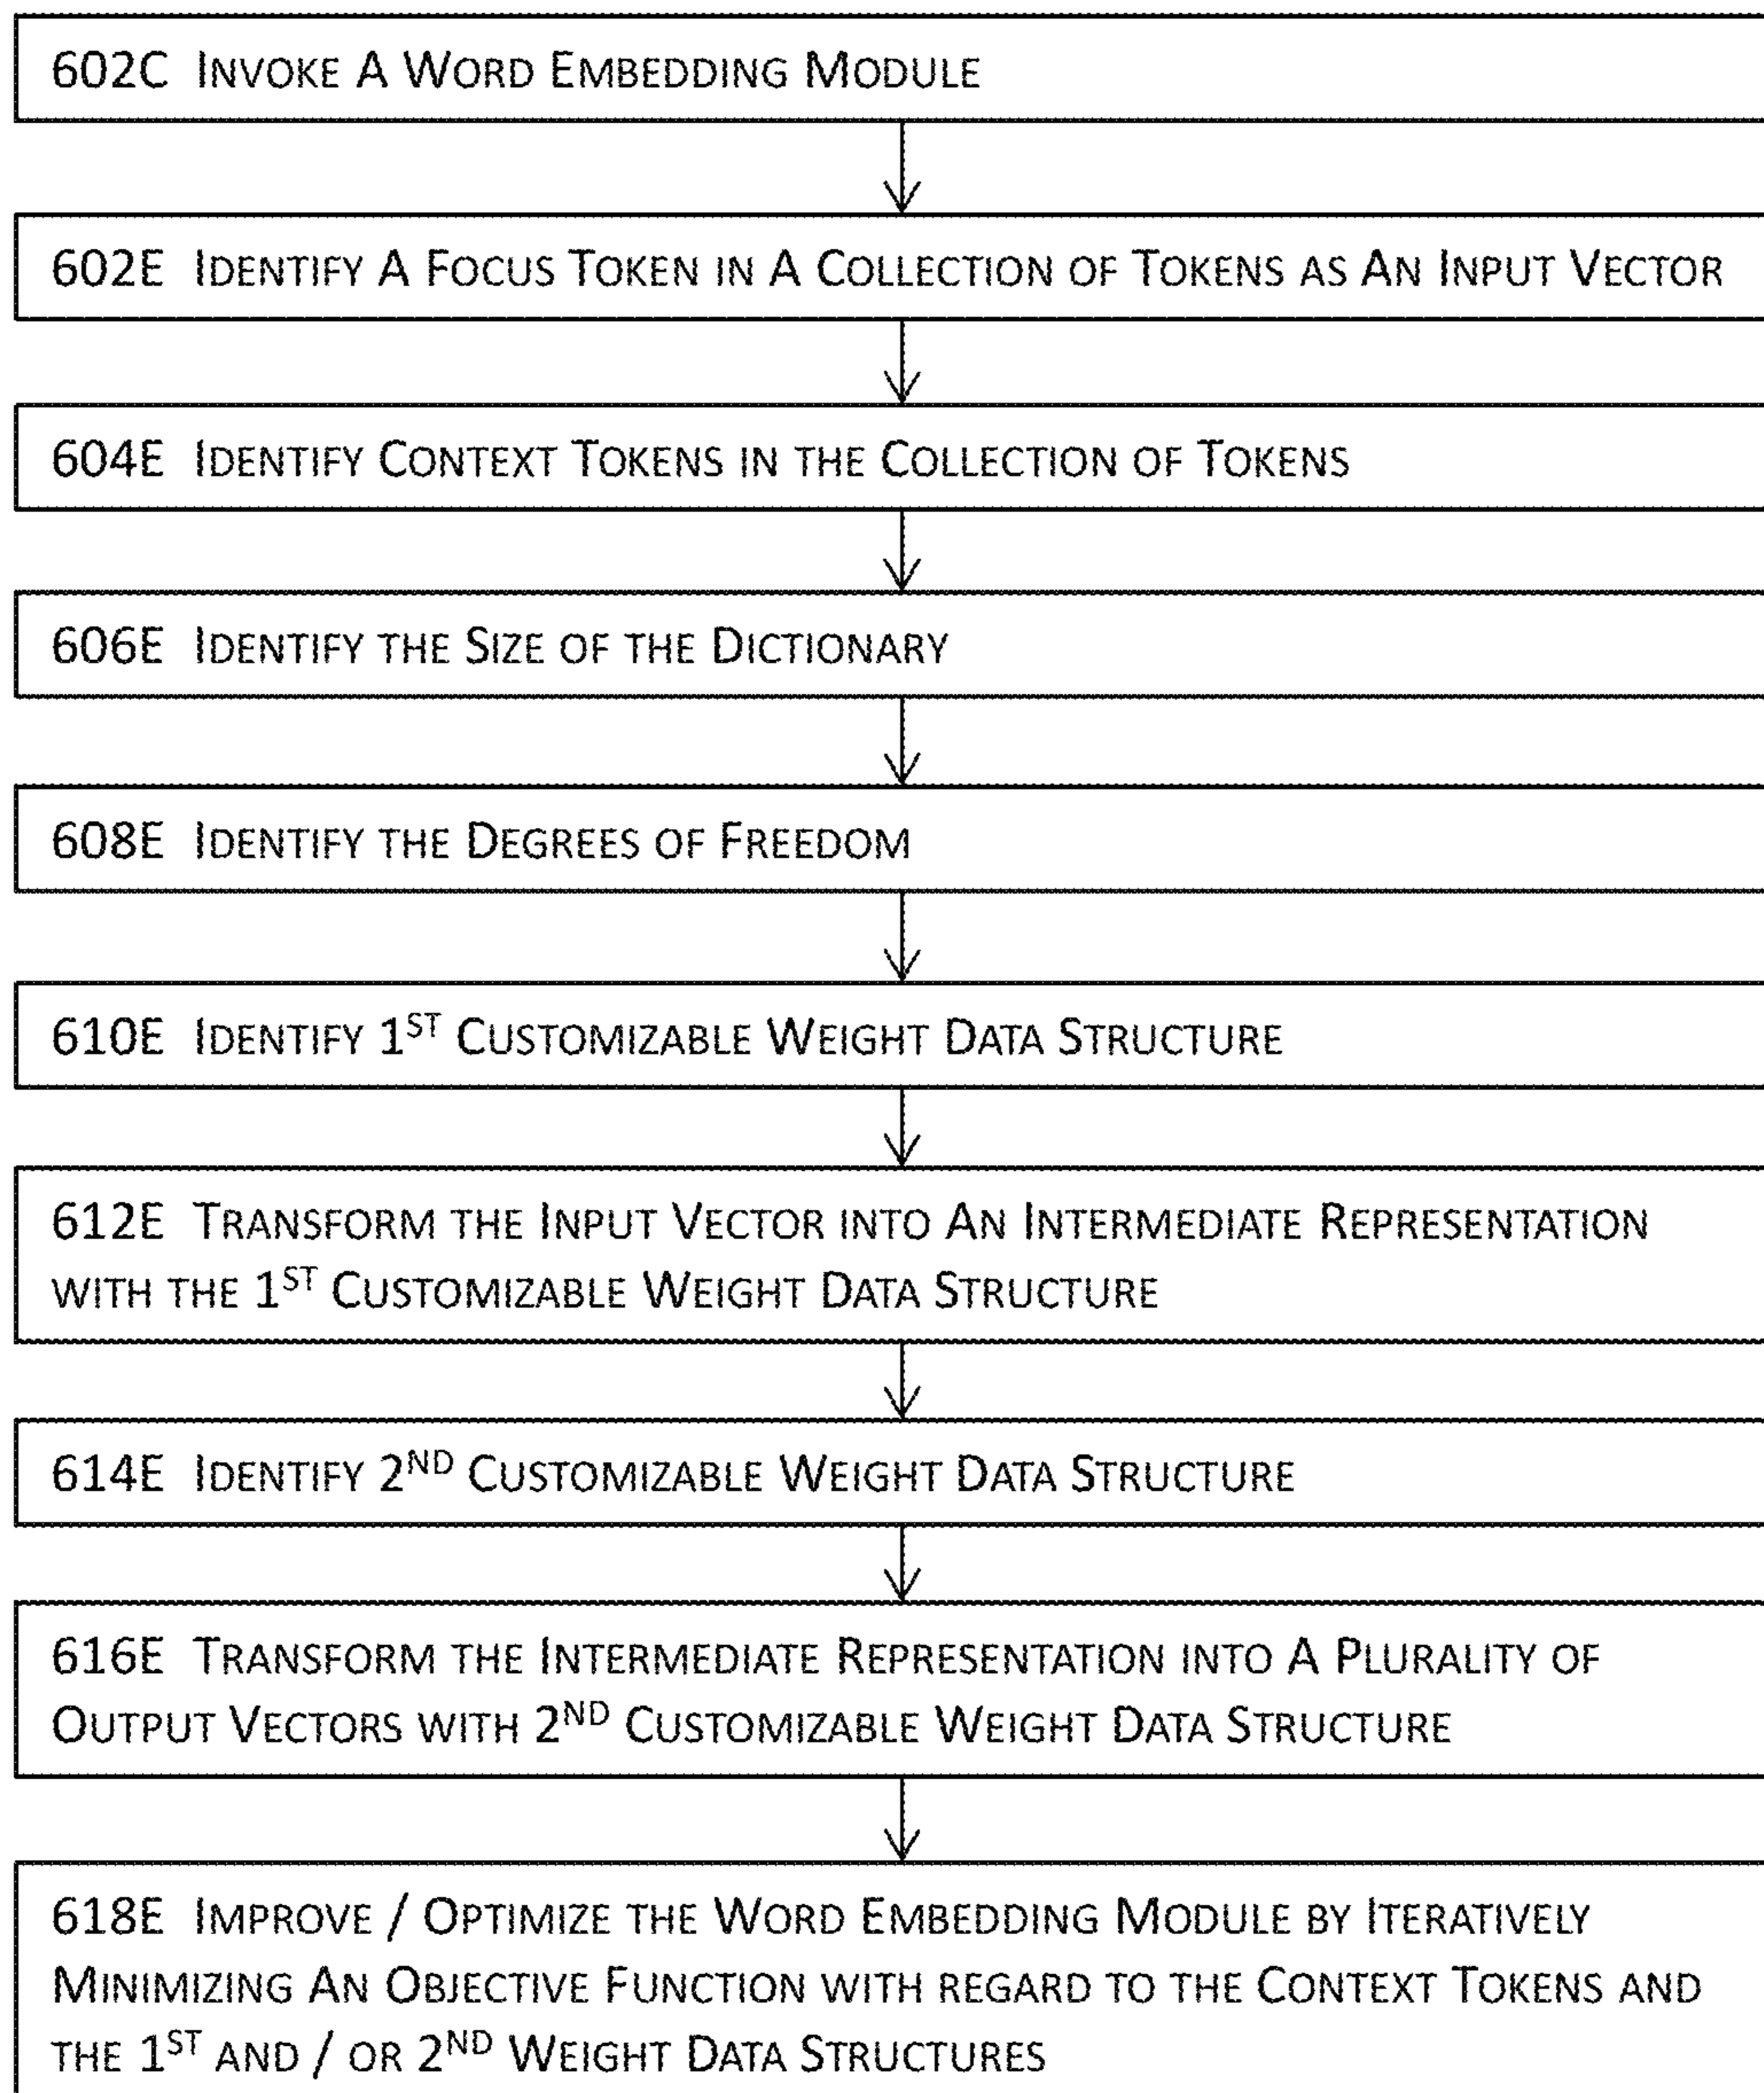 602C INVOKE A WORD EMBEDDING MODULE
602E IDENTIFY A FOCUS TOKEN IN A COLLECTION OF TOKENS AS AN INPUT VECTOR
604E IDENTIFY CONTEXT TOKENS IN THE COLLECTION OF TOKENS
606E IDENTIFY THE SIZE OF THE DICTIONARY
608E IDENTIFY THE DEGREES OF FREEDOM
610E IDENTIFY 1ST CUSTOMIZABLE WEIGHT DATA STRUCTURE
612E TRANSFORM THE INPUT VECTOR INTO AN INTERMEDIATE REPRESENTATION
WITH THE 1ST CUSTOMIZABLE WEIGHT DATA STRUCTURE
614E IDENTIFY 2ND CUSTOMIZABLE WEIGHT DATA STRUCTURE
616E TRANSFORM THE INTERMEDIATE REPRESENTATION INTO A PLURALITY OF
OUTPUT VECTORS WITH 2ND CUSTOMIZABLE WEIGHT DATA STRUCTURE
618E IMPROVE / OPTIMIZE THE WORD EMBEDDING MODULE BY ITERATIVELY
MINIMIZING AN OBJECTIVE FUNCTION WITH REGARD TO THE CONTEXT TOKENS AND
THE 1ST AND / OR 2ND WEIGHT DATA STRUCTURES